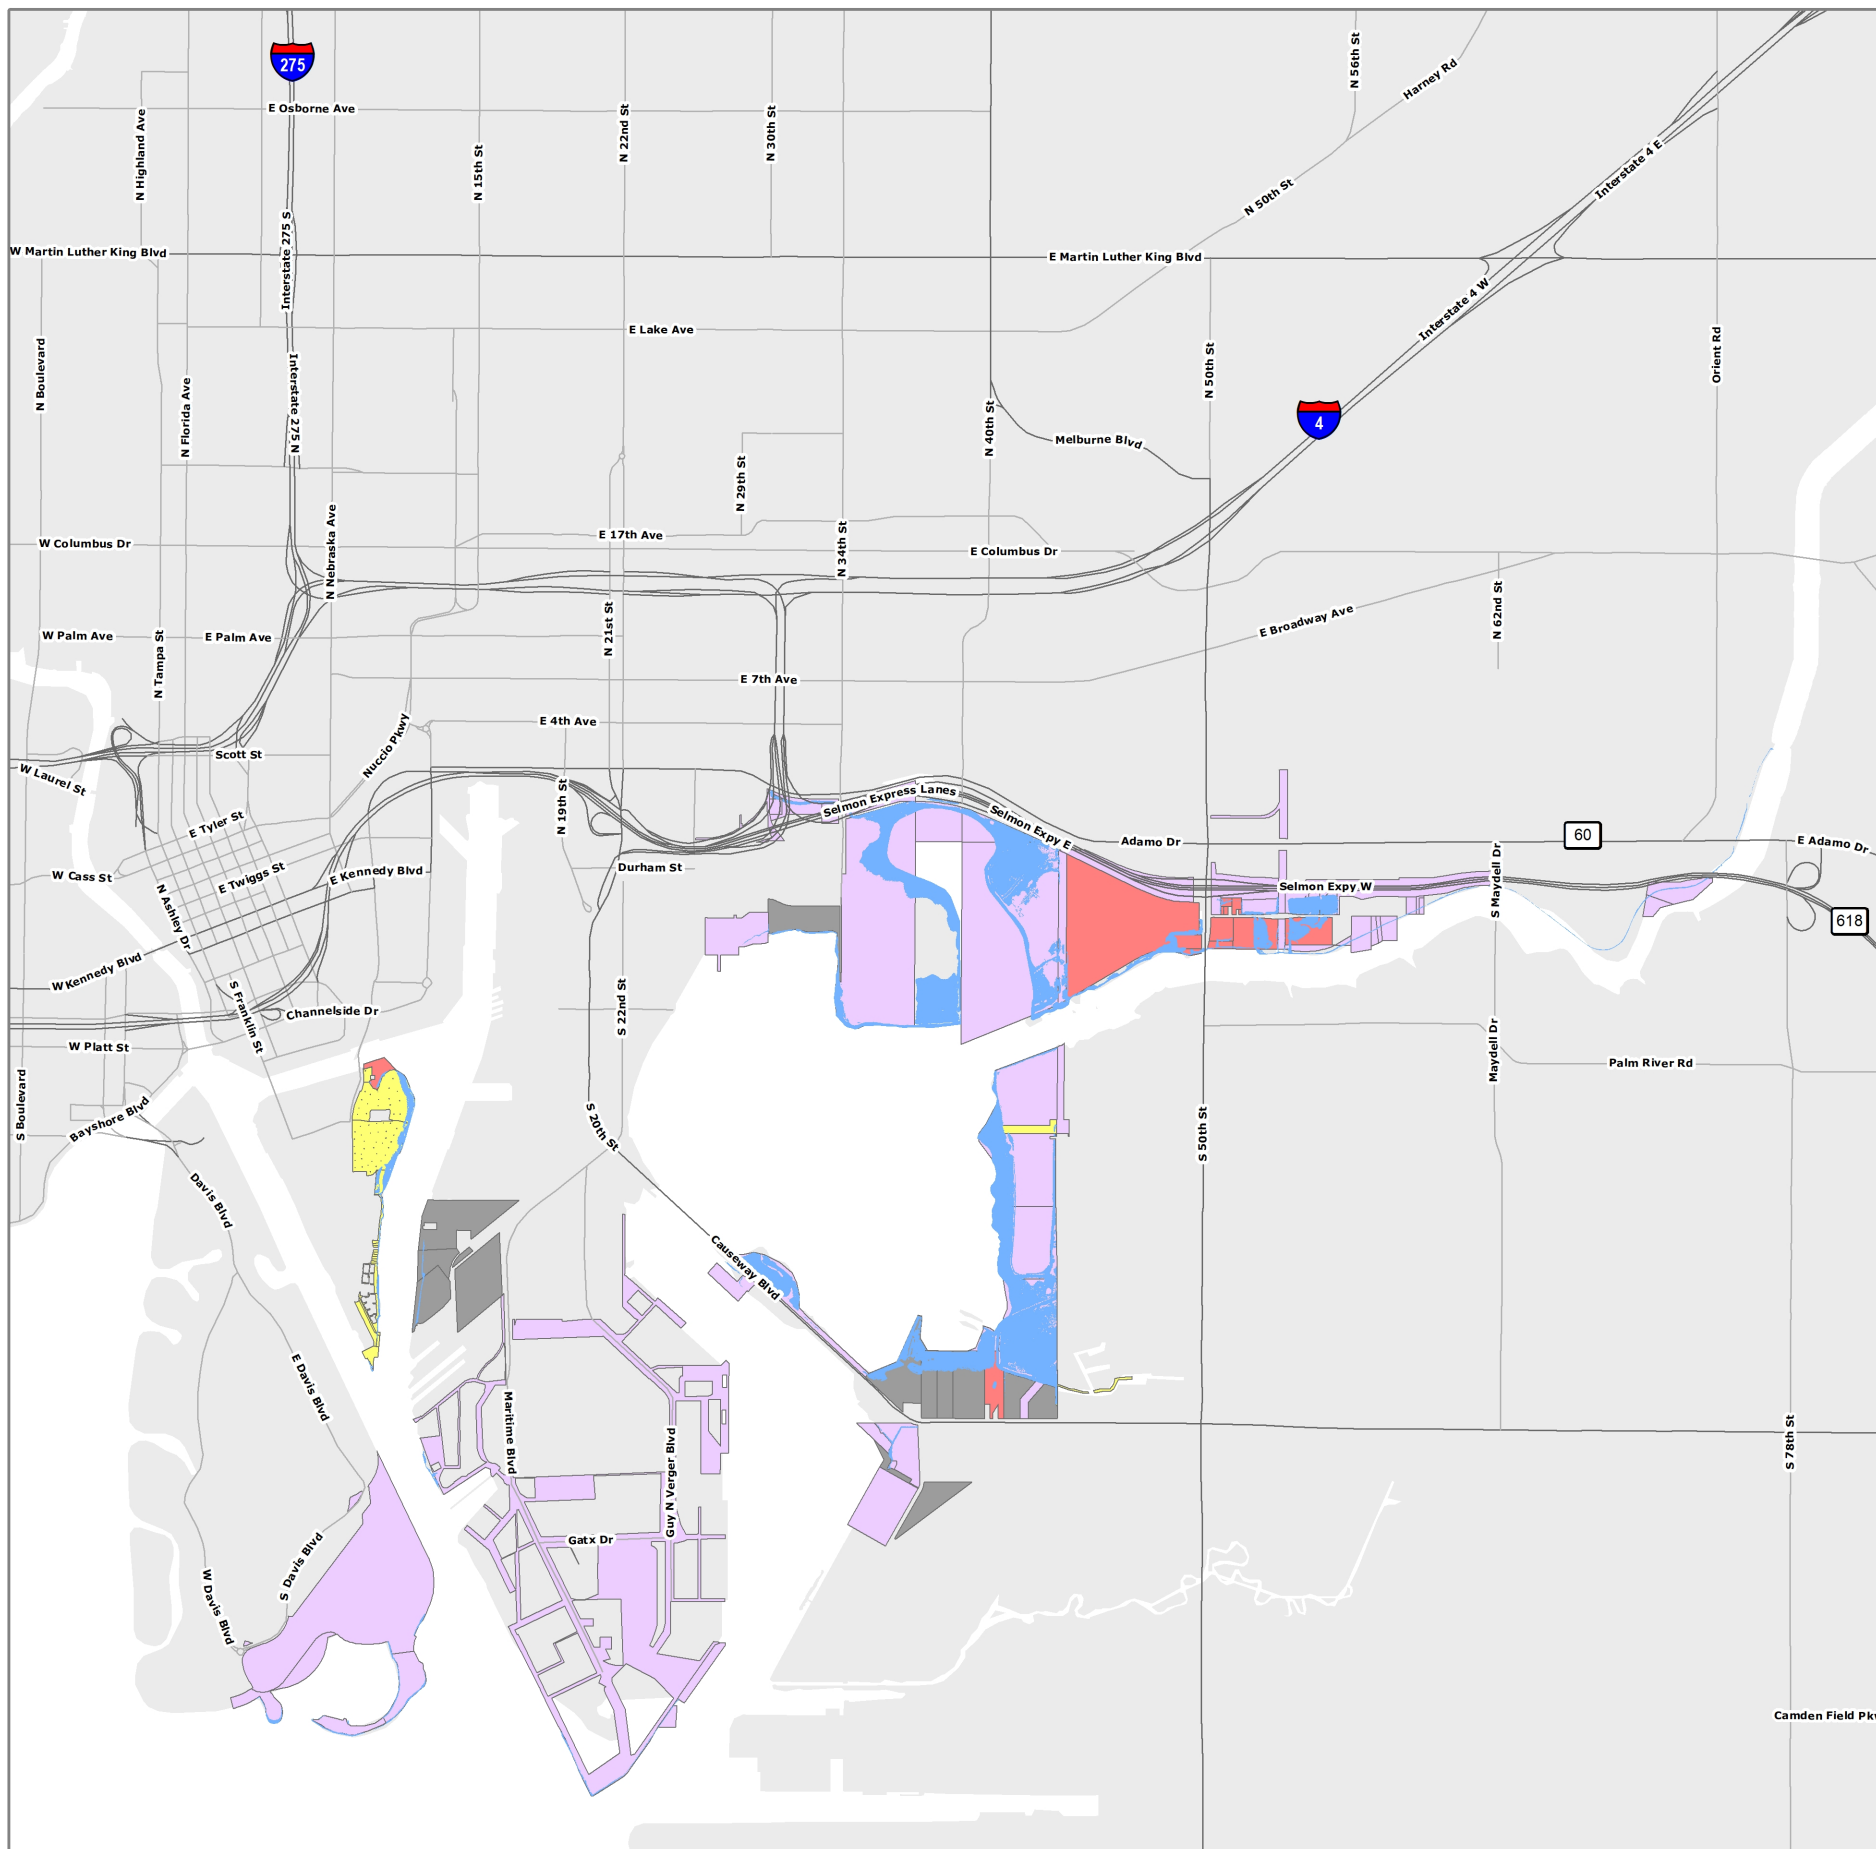 N 56th St
Harney Rd
275
E Osborne Ave
N Highland Ave
N 15th St
N 22nd St
N 30th St
Interstate 4 E
N 50th St
W Martin Luther King Blvd
Interstate 275 S
E Martin Luther King Blvd
Interstate 4 W
E Lake Ave
N Boulevard
N Florida Ave
Interstate 275 N
N 50th St
Orient Rd
4
N 40th St
Melburne Blvd
N 29th St
N Nebraska Ave
E 17th Ave
N 34th St
W Columbus Dr
E Columbus Dr
N 62nd St
E Broadway Ave
N 21st St
W Palm Ave
N Tampa St
E Palm Ave
E 7th Ave
E 4th Ave
Nuccio Pkwy
Scott St
W Laurel St
N 19th St
Selmon Express Lanes
Selmon Expy E
Adamo Dr
60
E Adamo Dr
E Tyler St
W Cass St
E Twiggs St
E Kennedy Blvd
Durham St
Selmon Expy W
S Maydell Dr
618
N Ashley Dr
W Kennedy Blvd
S Franklin St
Channelside Dr
S 22nd St
W Platt St
Maydell Dr
Palm River Rd
S Boulevard
Bayshore Blvd
S 20th St
S 50th St
Davis Blvd
Causeway Blvd
E Davis Blvd
Maritime Blvd
Guy N Verger Blvd
S 78th St
Gatx Dr
S Davis Blvd
W Davis Blvd
Camden Field Pk